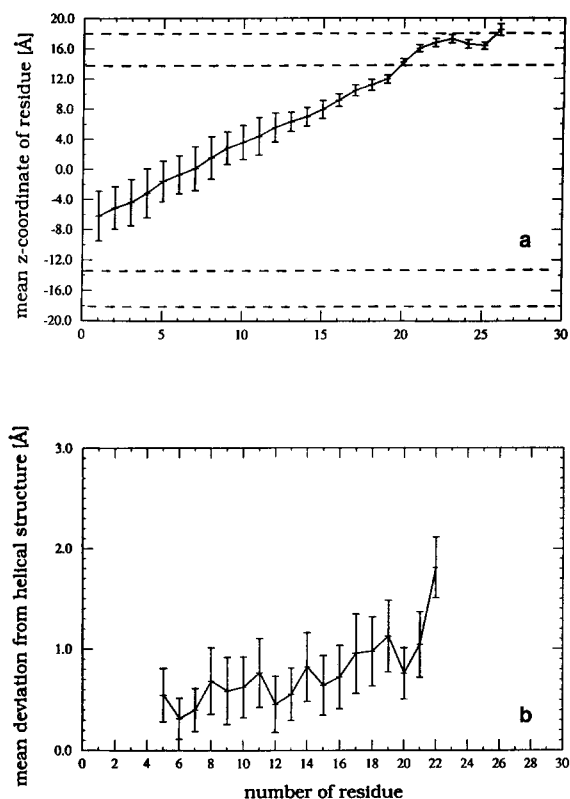 mean z-coordinate of residue [Å]
20.0
16.0
12.0
8.0
4.0
0.0
-4.0
-8.0
-12.0
-16.0
-20.0
a
0 5 10 15 20 25 30
mean deviation from helical structure [Å]
3.0
2.0
1.0
0.0
b
0 2 4 6 8 10 12 14 16 18 20 22 24 26 28 30
number of residue